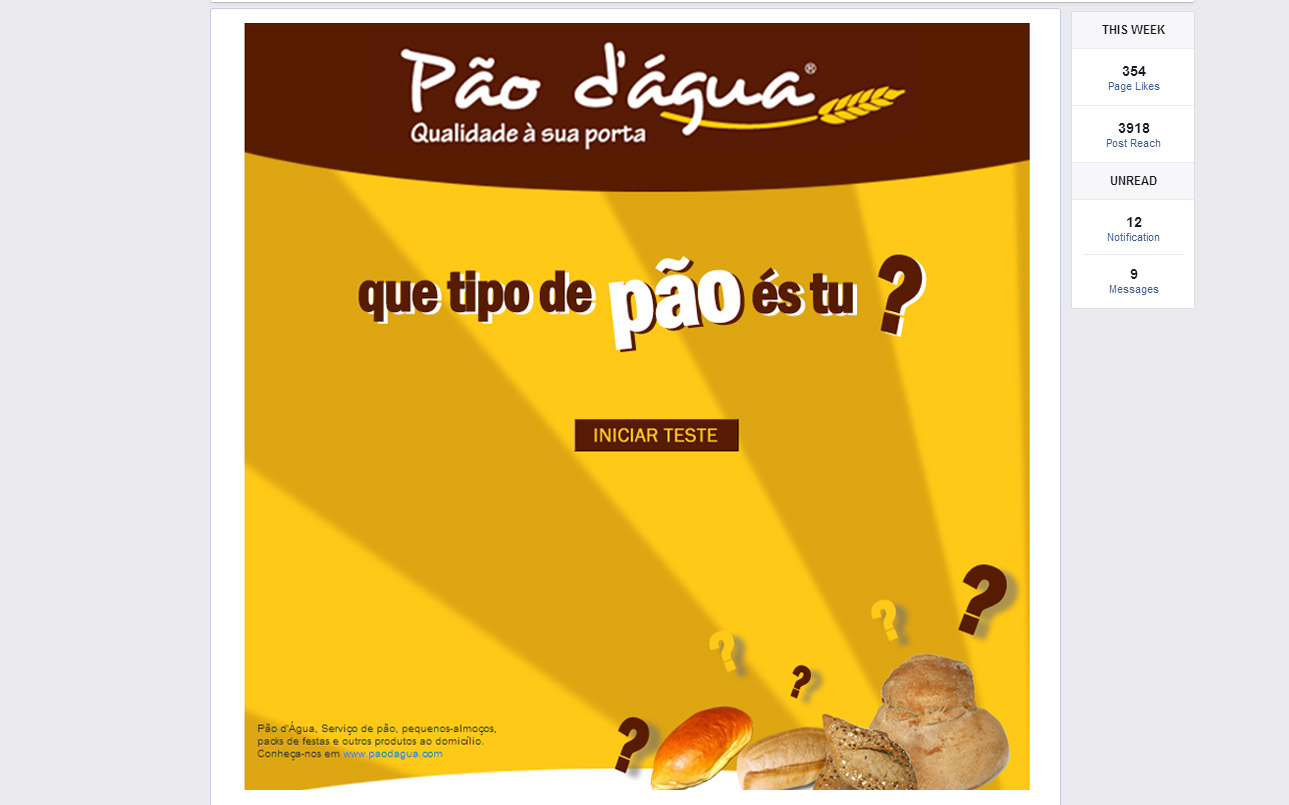 Pão d'água®
Qualidade à sua porta
que tipo de pão és tu ?
INICIAR TESTE
?
?
?
?
?
Pão d'Água, Serviço de pão, pequenos-almoços,
packs de festas e outros produtos ao domicílio.
Conheça-nos em www.paodagua.com
THIS WEEK
354
Page Likes
3918
Post Reach
UNREAD
12
Notification
9
Messages